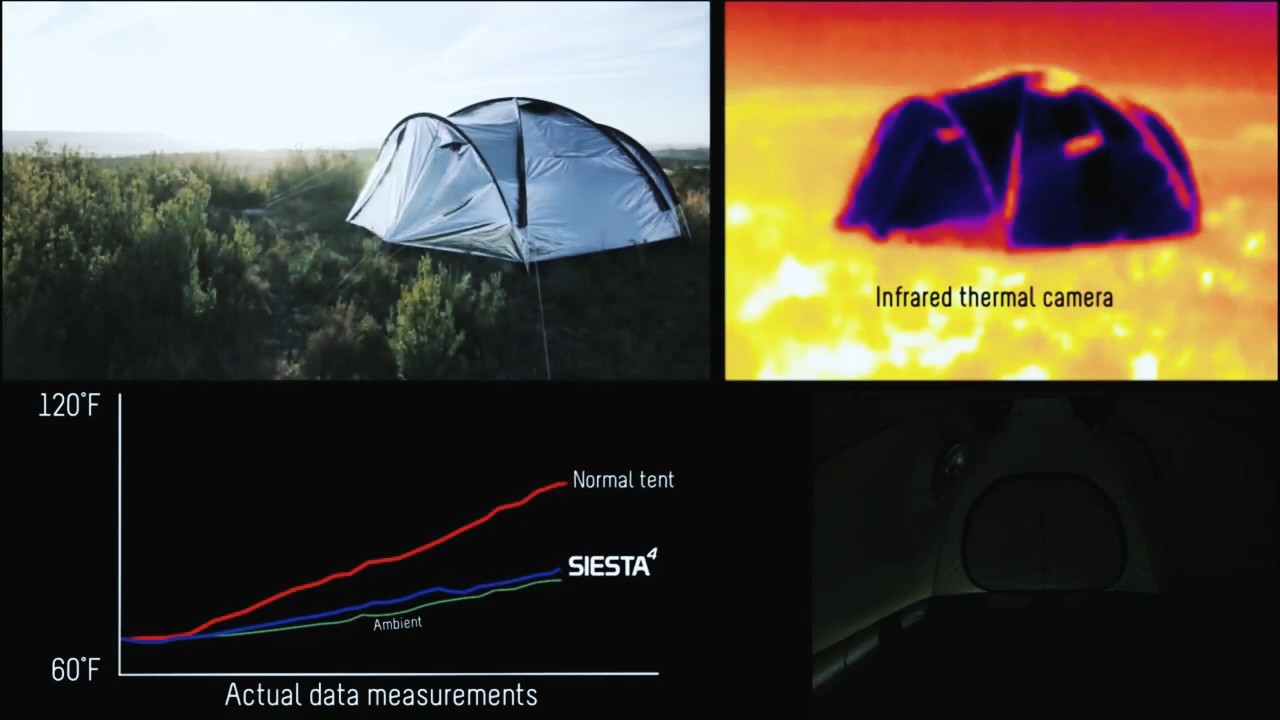 Infrared thermal camera
120°F
Normal tent
SIESTA4
Ambient
60°F
Actual data measurements